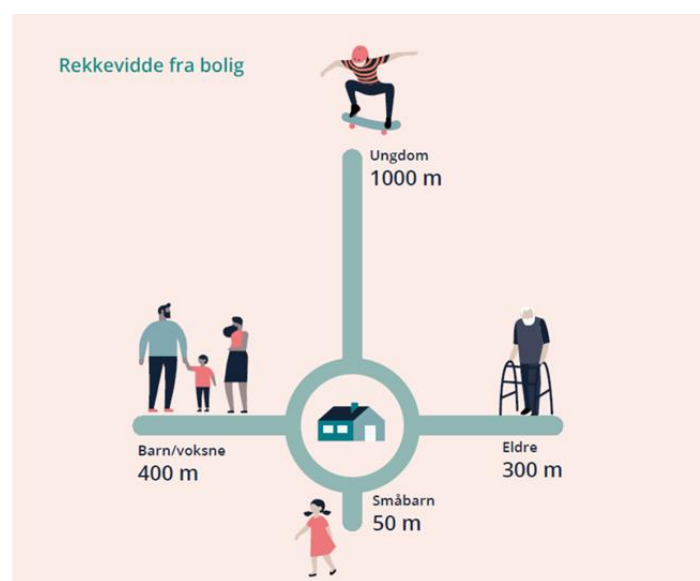 Rekkevidde fra bolig
Ungdom
1000 m
Barn/voksne
400 m
Eldre
300 m
Småbarn
50 m